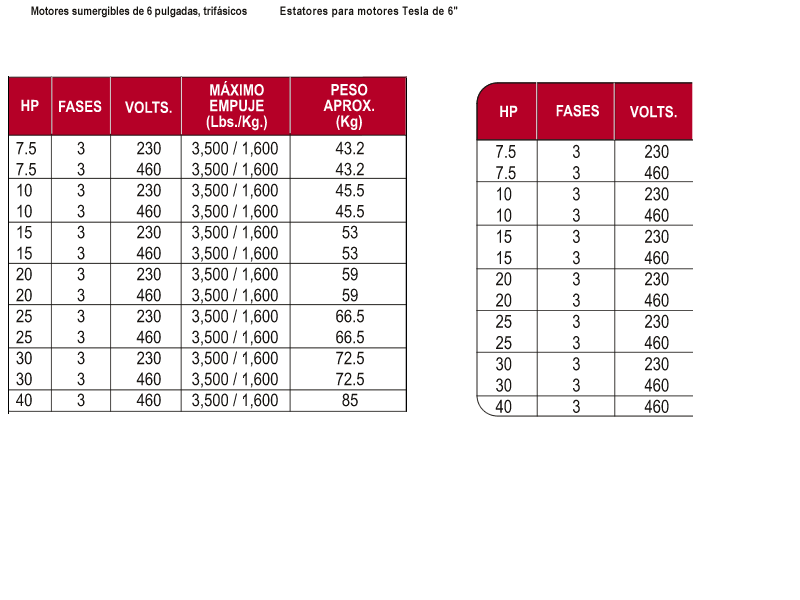 Motores sumergibles de 6 pulgadas, trifásicos
Estatores para motores Tesla de 6"
HP FASES VOLTS. MÁXIMO EMPUJE (Lbs./Kg.) PESO APROX. (Kg)
7.5 3 230 3,500 / 1,600 43.2
7.5 3 460 3,500 / 1,600 43.2
10 3 230 3,500 / 1,600 45.5
10 3 460 3,500 / 1,600 45.5
15 3 230 3,500 / 1,600 53
15 3 460 3,500 / 1,600 53
20 3 230 3,500 / 1,600 59
20 3 460 3,500 / 1,600 59
25 3 230 3,500 / 1,600 66.5
25 3 460 3,500 / 1,600 66.5
30 3 230 3,500 / 1,600 72.5
30 3 460 3,500 / 1,600 72.5
40 3 460 3,500 / 1,600 85
HP FASES VOLTS.
7.5 3 230
7.5 3 460
10 3 230
10 3 460
15 3 230
15 3 460
20 3 230
20 3 460
25 3 230
25 3 460
30 3 230
30 3 460
40 3 460